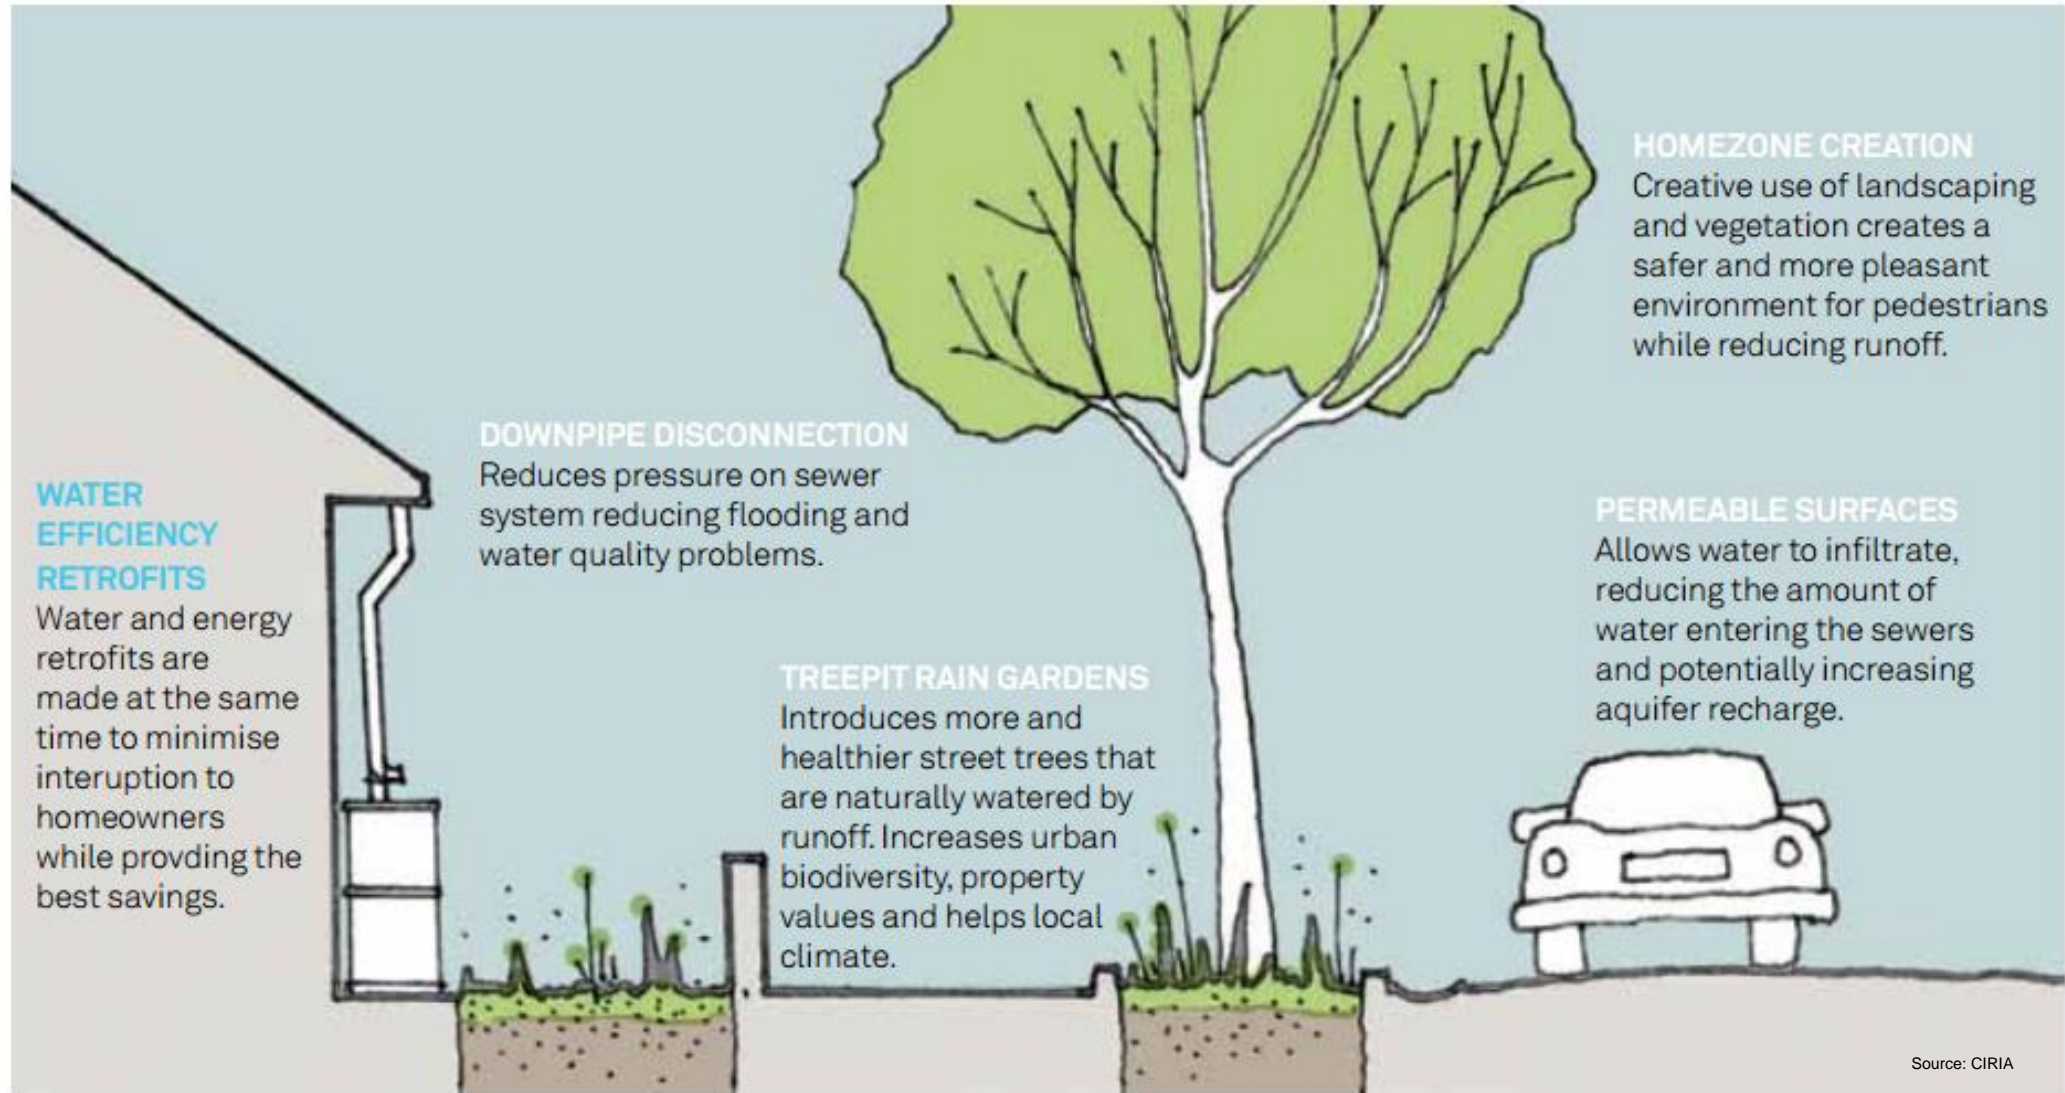 WATER
EFFICIENCY
RETROFITS
Water and energy
retrofits are
made at the same
time to minimise
interuption to
homeowners
while provding the
best savings.
DOWNPIPE DISCONNECTION
Reduces pressure on sewer
system reducing flooding and
water quality problems.
TREEPIT RAIN GARDENS
Introduces more and
healthier street trees that
are naturally watered by
runoff. Increases urban
biodiversity, property
values and helps local
climate.
HOMEZONE CREATION
Creative use of landscaping
and vegetation creates a
safer and more pleasant
environment for pedestrians
while reducing runoff.
PERMEABLE SURFACES
Allows water to infiltrate,
reducing the amount of
water entering the sewers
and potentially increasing
aquifer recharge.
Source: CIRIA